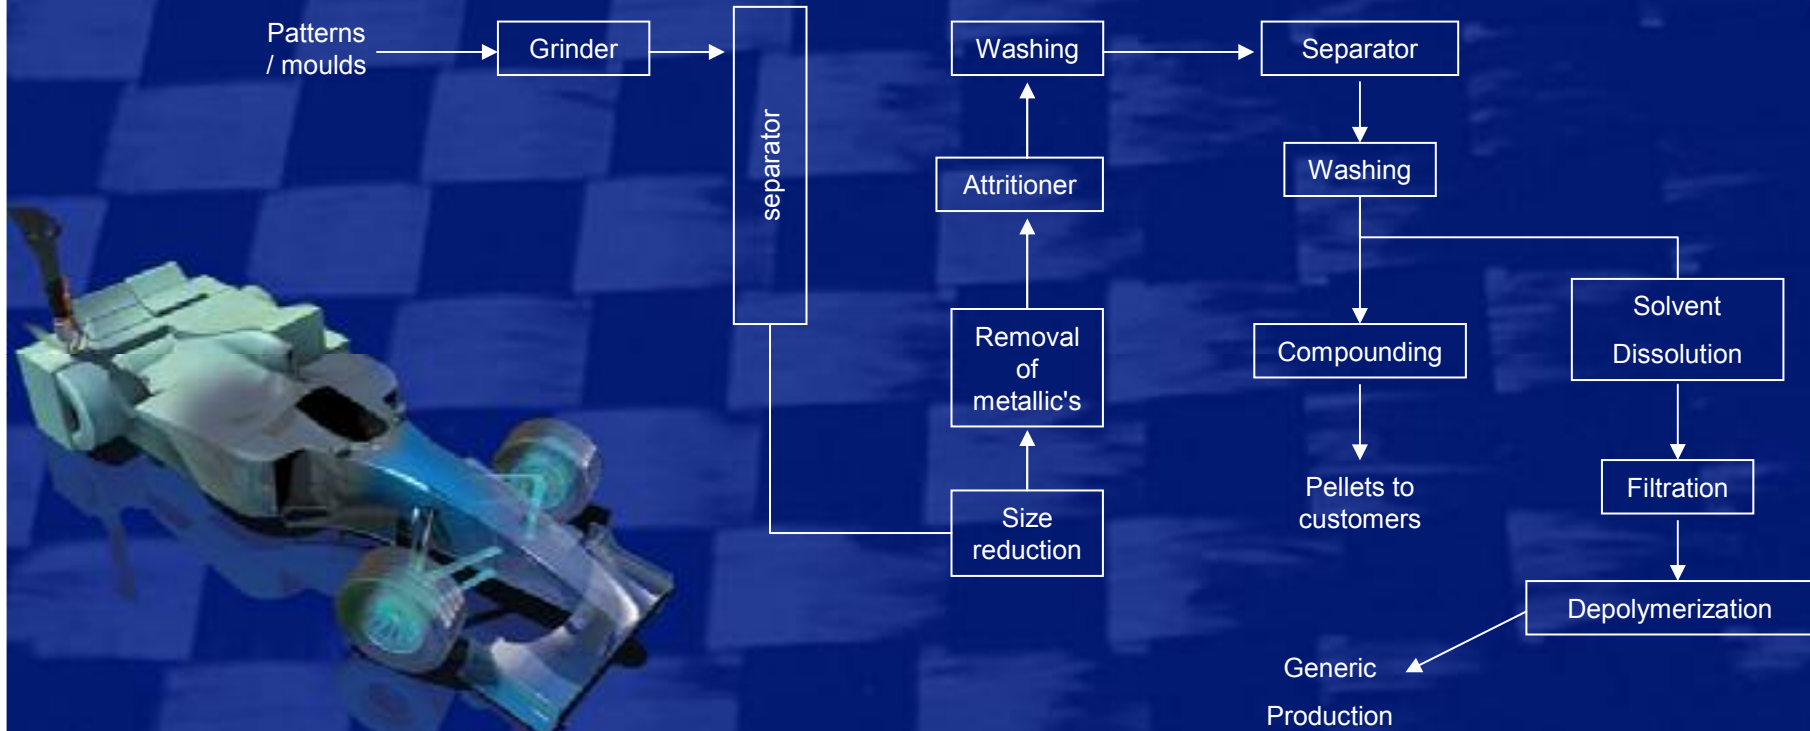 Patterns
/ moulds
Grinder
separator
Size
reduction
Removal
of
metallic's
Attritioner
Washing
Separator
Washing
Compounding
Pellets to
customers
Solvent
Dissolution
Filtration
Depolymerization
Generic
Production